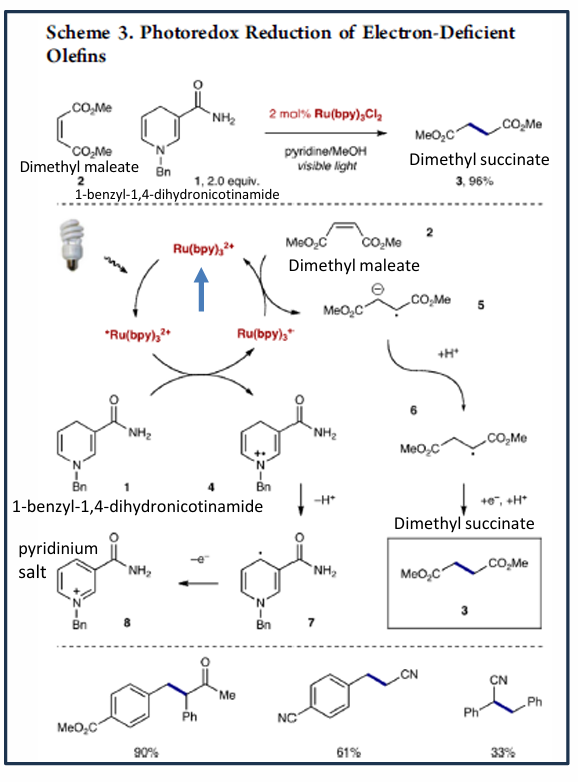 Scheme 3. Photoredox Reduction of Electron-Deficient
Olefins
CO₂Me
CO₂Me
Dimethyl maleate
2
O
NH₂
N
Bn
1, 2.0 equiv.
1-benzyl-1,4-dihydronicotinamide
2 mol% Ru(bpy)₃Cl₂
pyridine/MeOH
visible light
MeO₂C
CO₂Me
Dimethyl succinate
3, 96%
Ru(bpy)₃²⁺
MeO₂C
CO₂Me
2
Dimethyl maleate
*Ru(bpy)₃²⁺
Ru(bpy)₃⁺
⊖
MeO₂C
CO₂Me
5
+H⁺
O
NH₂
N
Bn
1
O
NH₂
N
Bn
4
6
MeO₂C
CO₂Me
1-benzyl-1,4-dihydronicotinamide
–H⁺
+e⁻, +H⁺
Dimethyl succinate
pyridinium
salt
O
NH₂
N
+
Bn
8
–e⁻
O
NH₂
N
Bn
7
MeO₂C
CO₂Me
3
MeO₂C
O
Me
Ph
90%
NC
CN
61%
CN
Ph
Ph
33%